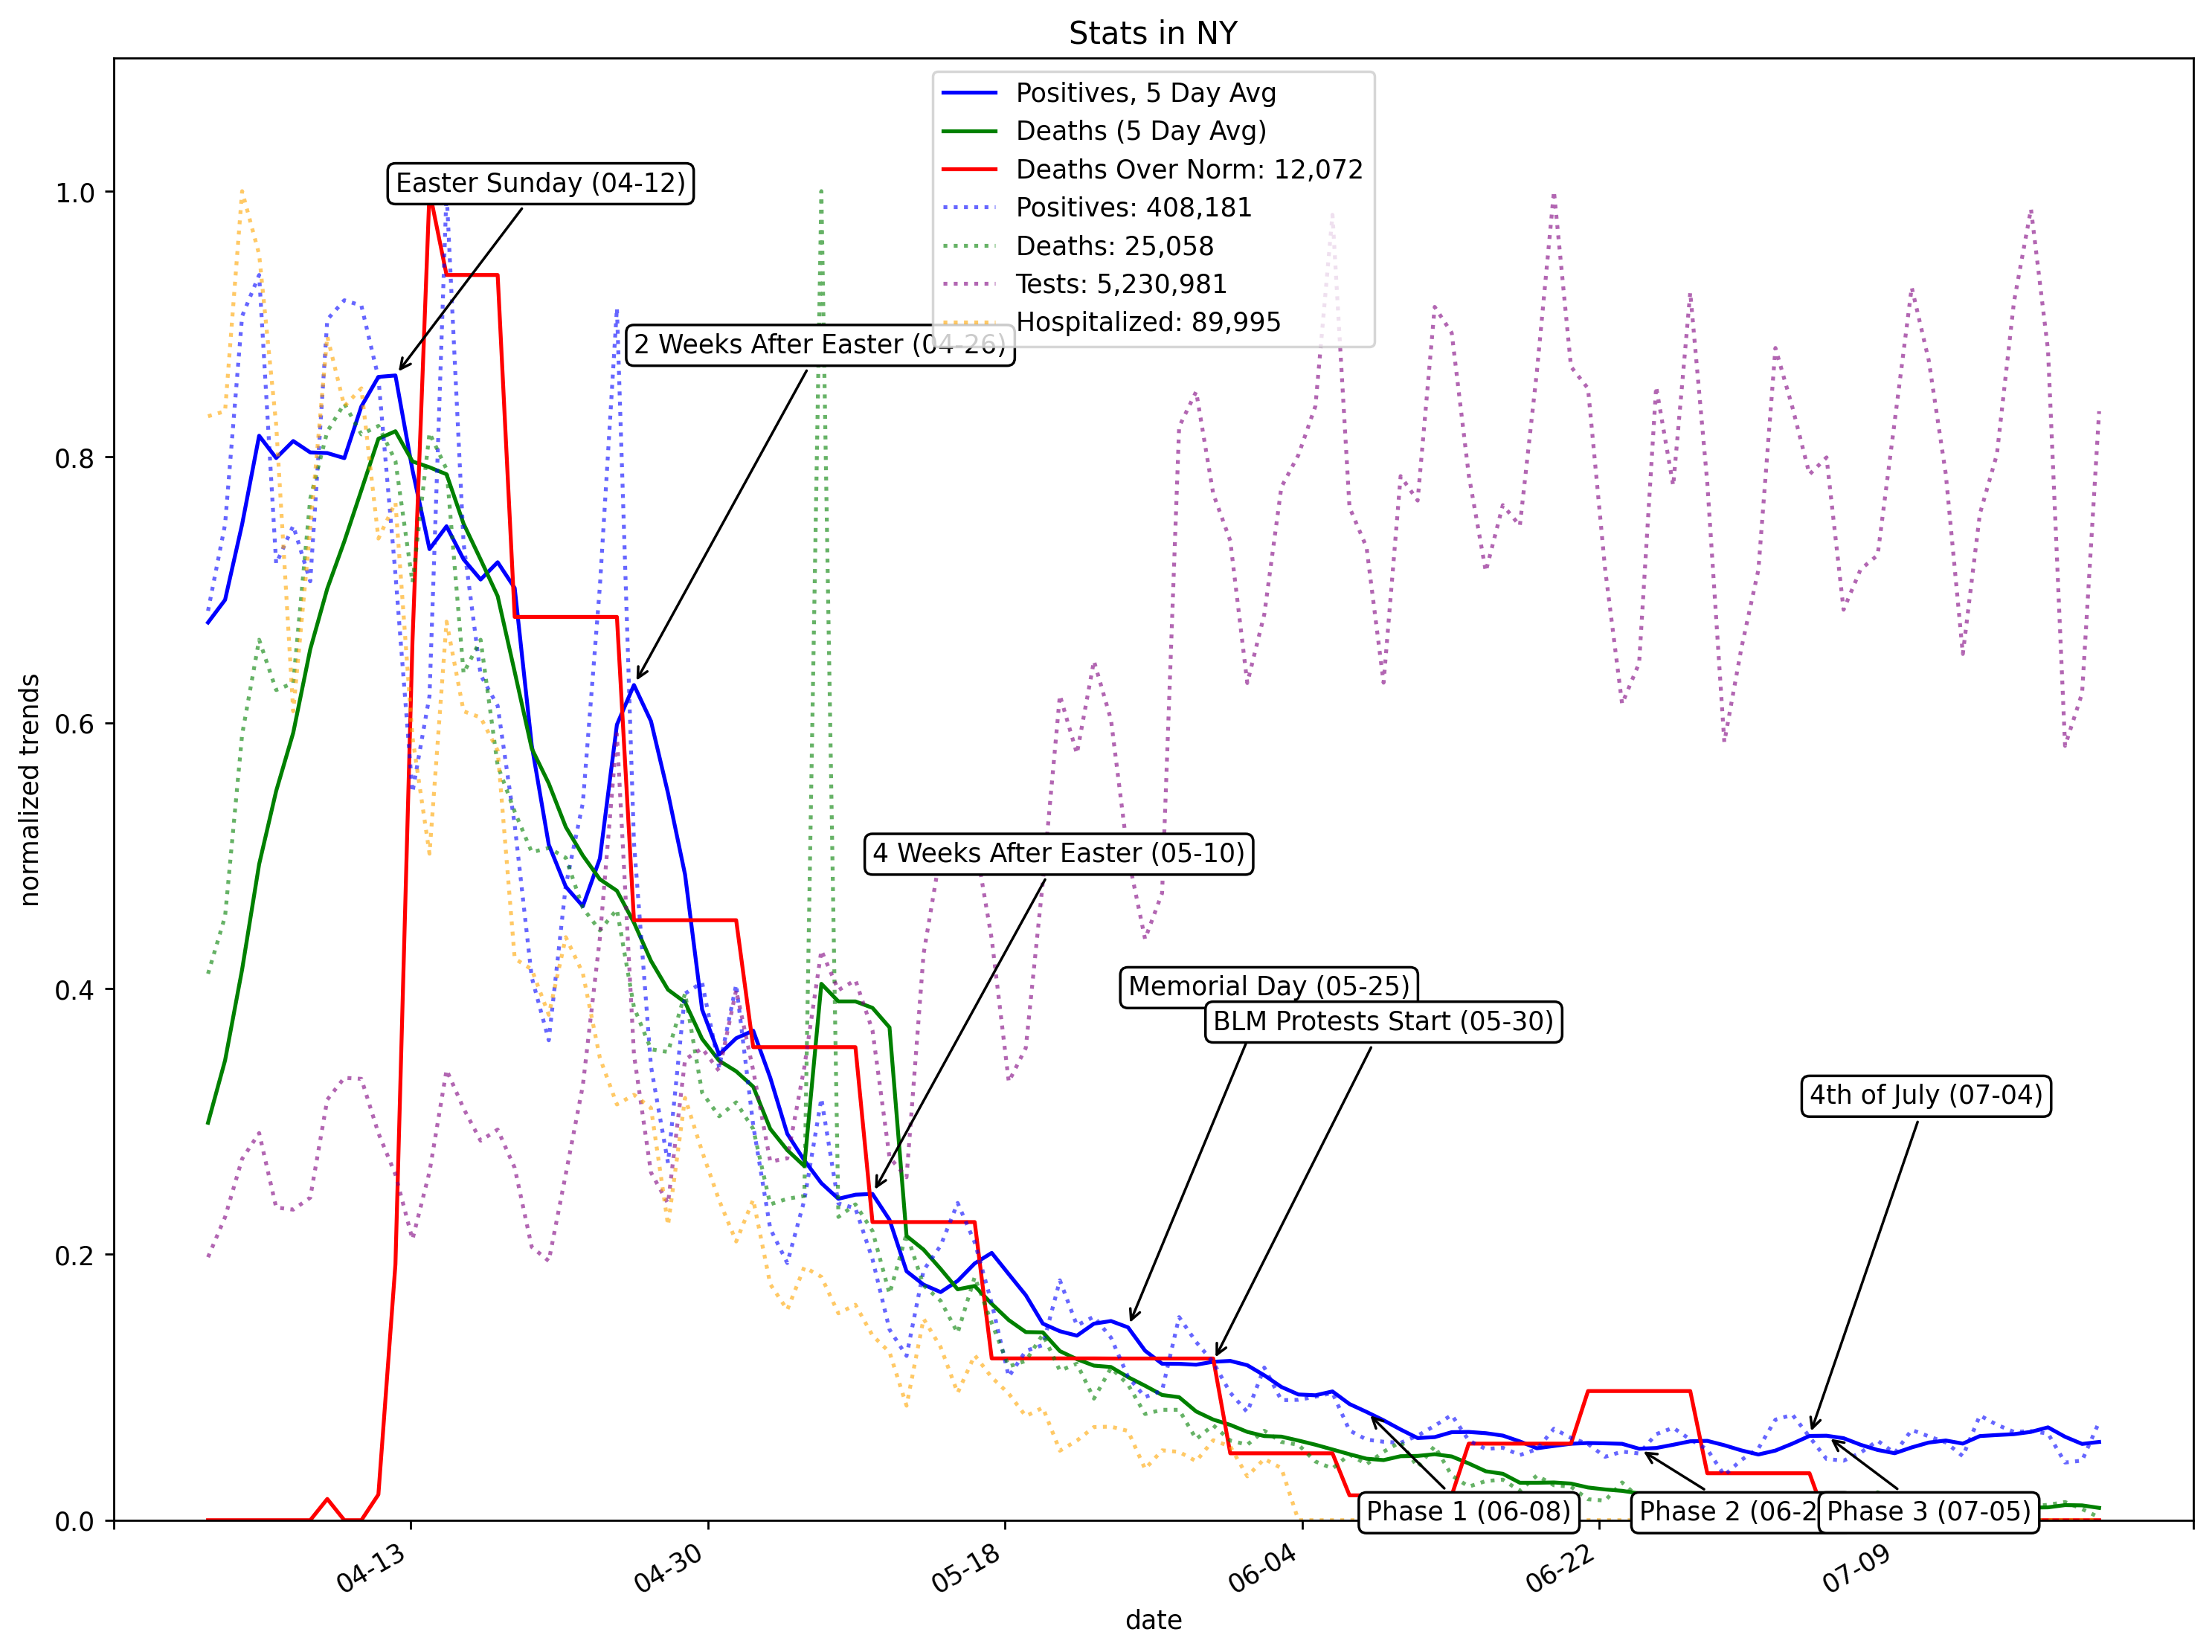 Stats in NY
Positives, 5 Day Avg
Deaths (5 Day Avg)
Deaths Over Norm: 12,072
Positives: 408,181
Deaths: 25,058
Tests: 5,230,981
Hospitalized: 89,995
Easter Sunday (04-12)
2 Weeks After Easter (04-26)
4 Weeks After Easter (05-10)
Memorial Day (05-25)
BLM Protests Start (05-30)
4th of July (07-04)
Phase 1 (06-08)
Phase 2 (06-2
Phase 3 (07-05)
normalized trends
1.0
0.8
0.6
0.4
0.2
0.0
04-13
04-30
05-18
06-04
06-22
07-09
date